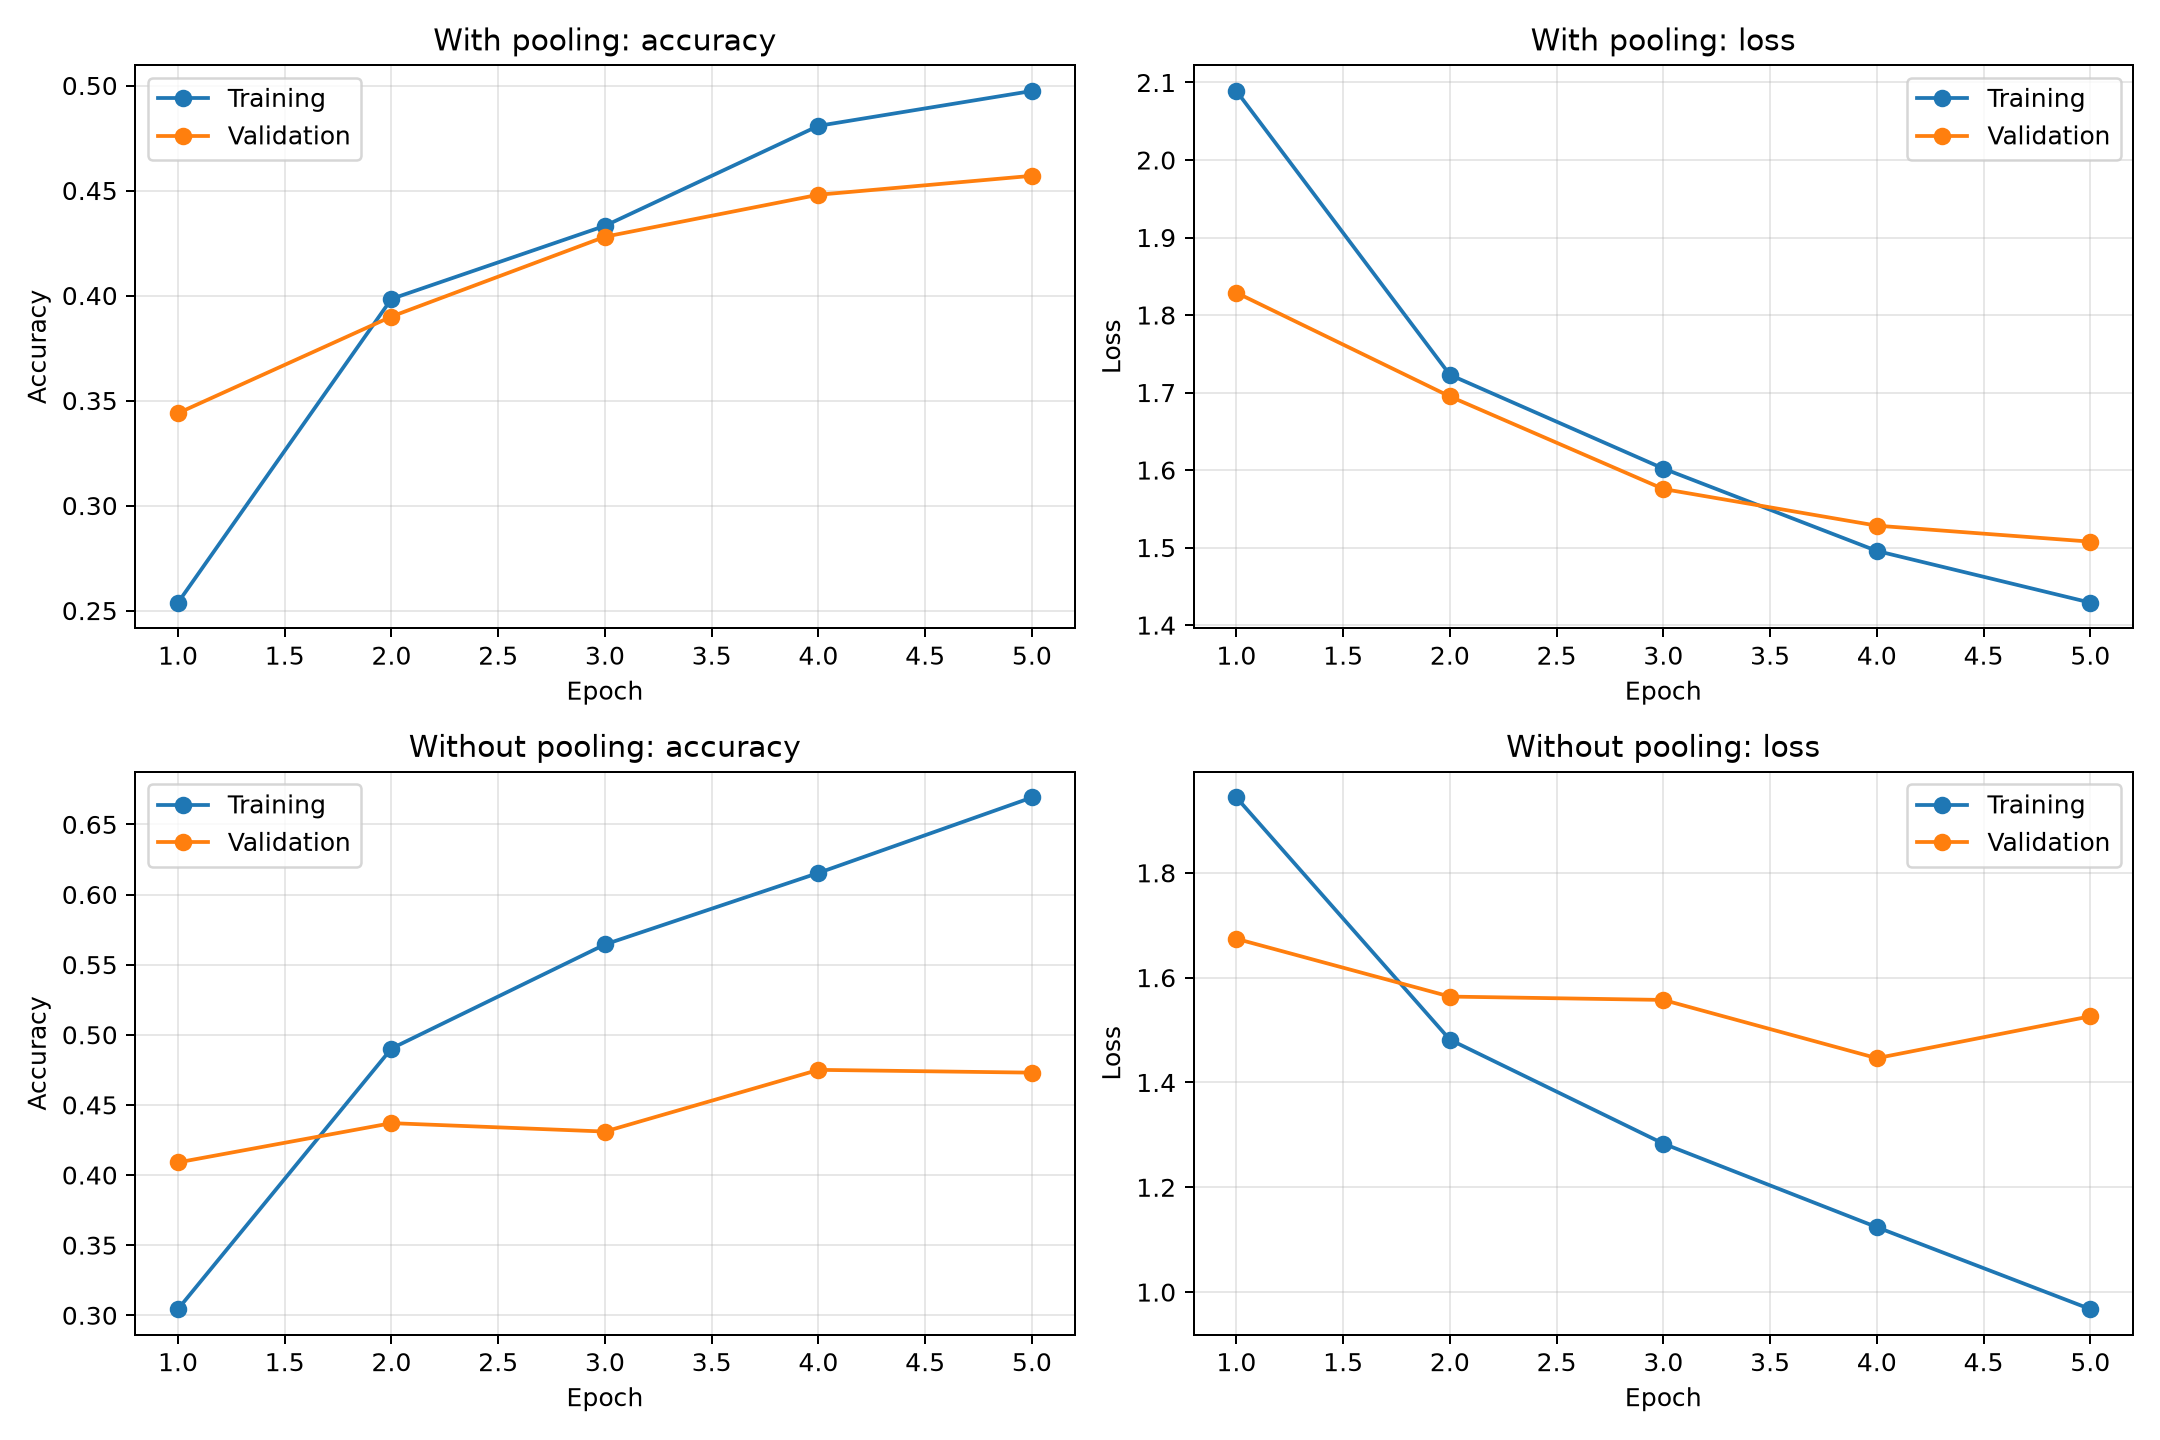 With pooling: accuracy
Training
Validation
0.50
0.45
0.40
0.35
0.30
0.25
Accuracy
1.0 1.5 2.0 2.5 3.0 3.5 4.0 4.5 5.0
Epoch
With pooling: loss
Training
Validation
2.1
2.0
1.9
1.8
1.7
1.6
1.5
1.4
Loss
1.0 1.5 2.0 2.5 3.0 3.5 4.0 4.5 5.0
Epoch
Without pooling: accuracy
Training
Validation
0.65
0.60
0.55
0.50
0.45
0.40
0.35
0.30
Accuracy
1.0 1.5 2.0 2.5 3.0 3.5 4.0 4.5 5.0
Epoch
Without pooling: loss
Training
Validation
1.8
1.6
1.4
1.2
1.0
Loss
1.0 1.5 2.0 2.5 3.0 3.5 4.0 4.5 5.0
Epoch